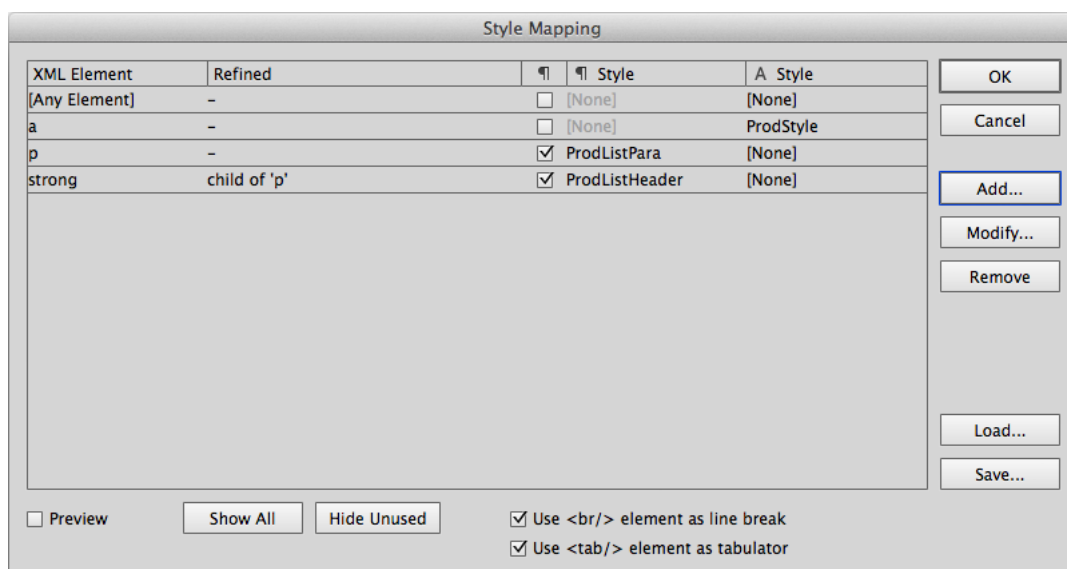 Style Mapping
XML Element Refined ¶ ¶ Style A Style
[Any Element] – [None] [None]
a – [None] ProdStyle
p – ProdListPara [None]
strong child of 'p' ProdListHeader [None]
OK
Cancel
Add...
Modify...
Remove
Load...
Save...
Preview Show All Hide Unused Use <br/> element as line break
Use <tab/> element as tabulator